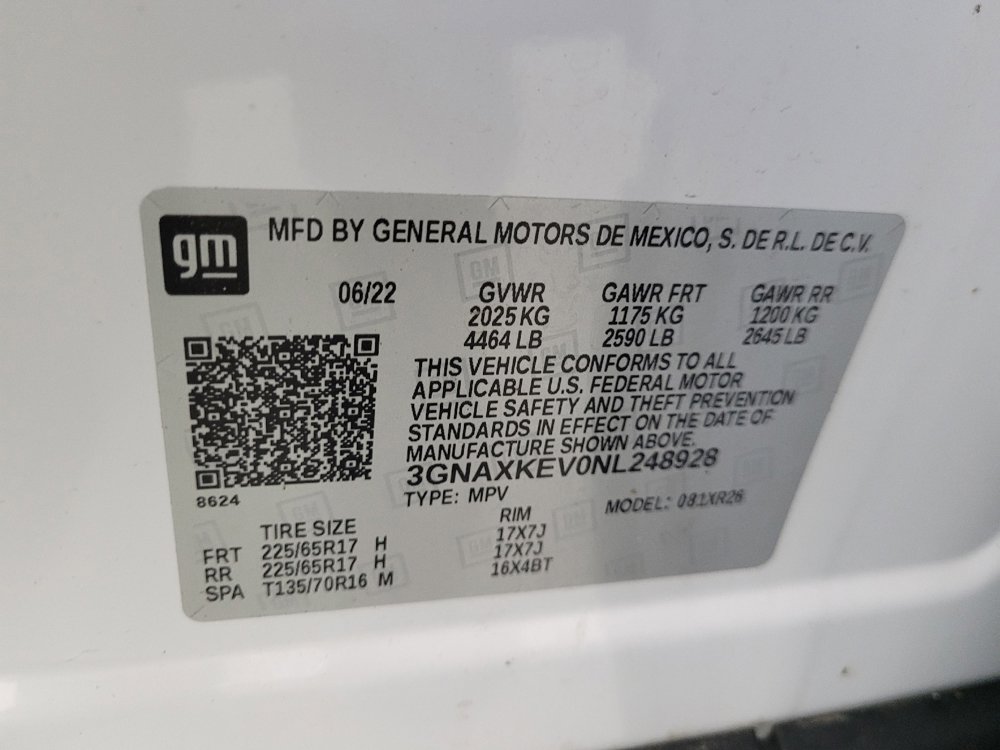 gm
MFD BY GENERAL MOTORS DE MEXICO, S. DE R.L. DE C.V.
06/22 GVWR GAWR FRT GAWR RR
2025 KG 1175 KG 1200 KG
4464 LB 2590 LB 2645 LB
THIS VEHICLE CONFORMS TO ALL
APPLICABLE U.S. FEDERAL MOTOR
VEHICLE SAFETY AND THEFT PREVENTION
STANDARDS IN EFFECT ON THE DATE OF
MANUFACTURE SHOWN ABOVE.
3GNAXKEV0NL248928
8624
TYPE: MPV MODEL:
TIRE SIZE RIM
FRT 225/65R17 H 17X7J
RR 225/65R17 H 17X7J
SPA T135/70R16 M 16X4BT